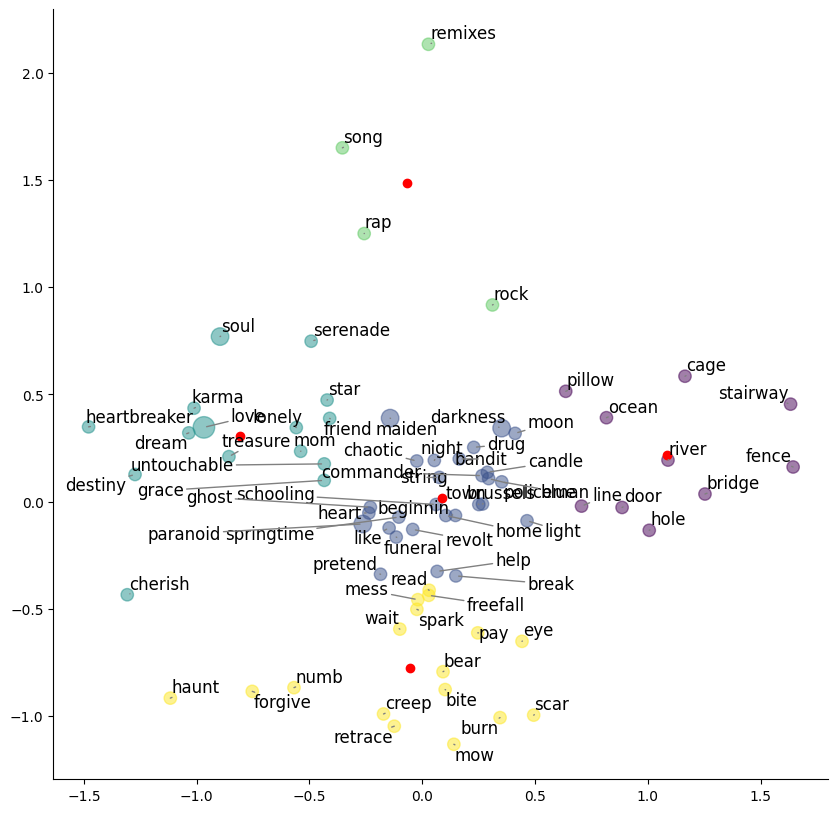 remixes
2.0
song
1.5
rap
1.0
rock
soul
serenade
cage
pillow
0.5
star
karma
stairway
heartbreaker
love
lonely
darkness
ocean
moon
friend
maiden
dream
treasure
mom
chaotic
night
drug
river
bandit
fence
untouchable
commander
string
candle
destiny
grace
ghost
schooling
town
brussels
policeman
blue
line
door
bridge
0.0
heart
beginnin
hole
paranoid
springtime
like
home
light
revolt
funeral
pretend
help
read
break
cherish
mess
freefall
−0.5
wait
spark
pay
eye
bear
numb
haunt
forgive
creep
bite
scar
−1.0
retrace
burn
mow
−1.5
−1.0
−0.5
0.0
0.5
1.0
1.5